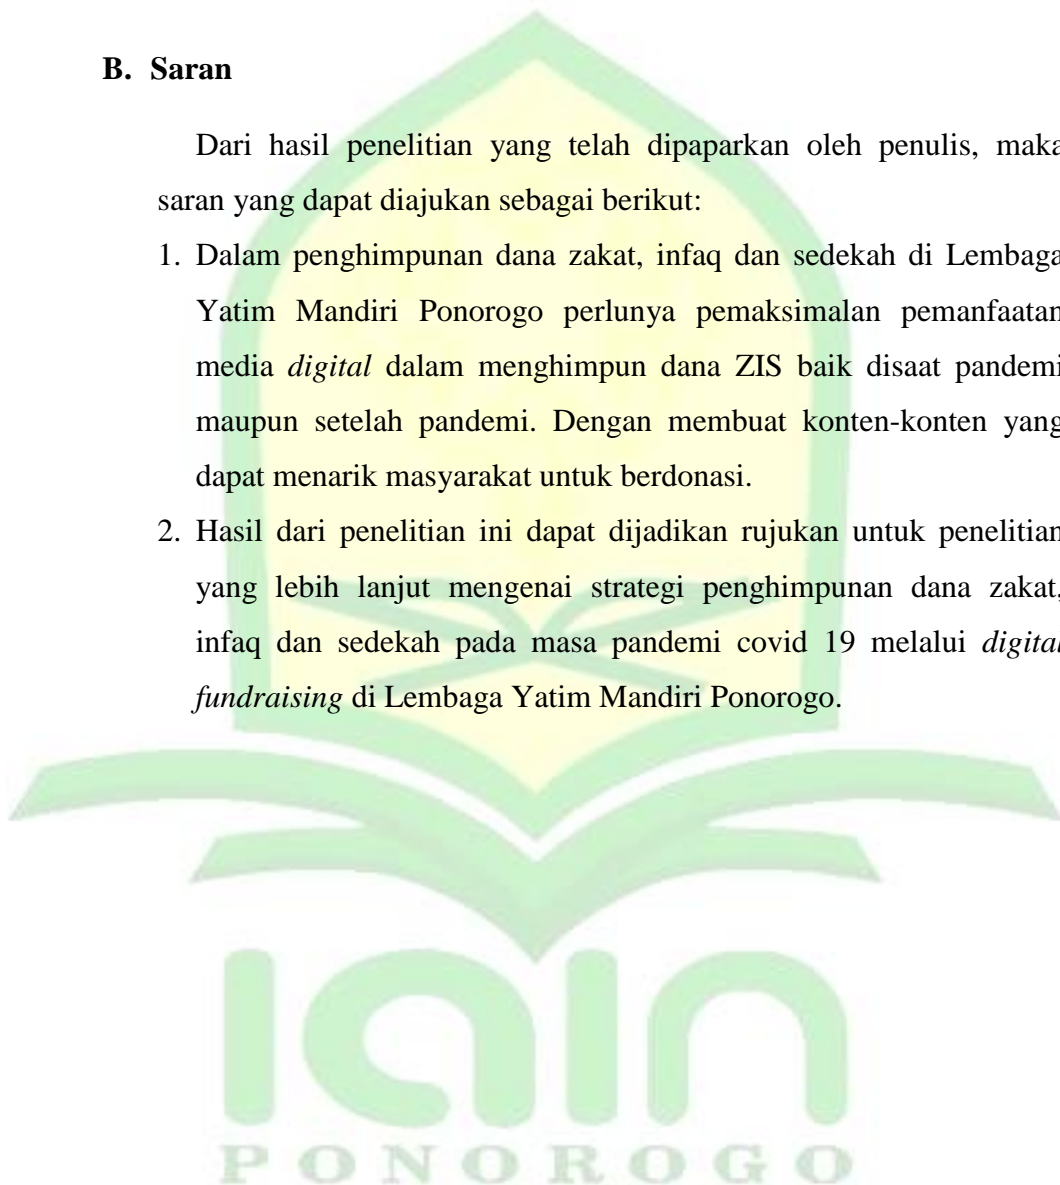 B. Saran
Dari hasil penelitian yang telah dipaparkan oleh penulis, maka
saran yang dapat diajukan sebagai berikut:
1. Dalam penghimpunan dana zakat, infaq dan sedekah di Lembaga
Yatim Mandiri Ponorogo perlunya pemaksimalan pemanfaatan
media digital dalam menghimpun dana ZIS baik disaat pandemi
maupun setelah pandemi. Dengan membuat konten-konten yang
dapat menarik masyarakat untuk berdonasi.
2. Hasil dari penelitian ini dapat dijadikan rujukan untuk penelitian
yang lebih lanjut mengenai strategi penghimpunan dana zakat,
infaq dan sedekah pada masa pandemi covid 19 melalui digital
fundraising di Lembaga Yatim Mandiri Ponorogo.
iain
PONOROGO